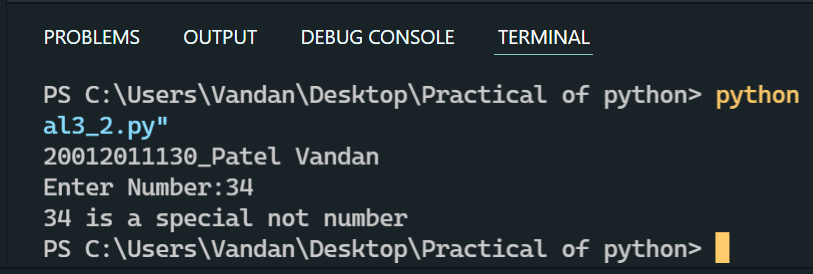 PROBLEMS OUTPUT DEBUG CONSOLE TERMINAL
PS C:\Users\Vandan\Desktop\Practical of python> python
al3_2.py"
20012011130_Patel Vandan
Enter Number:34
34 is a special not number
PS C:\Users\Vandan\Desktop\Practical of python>